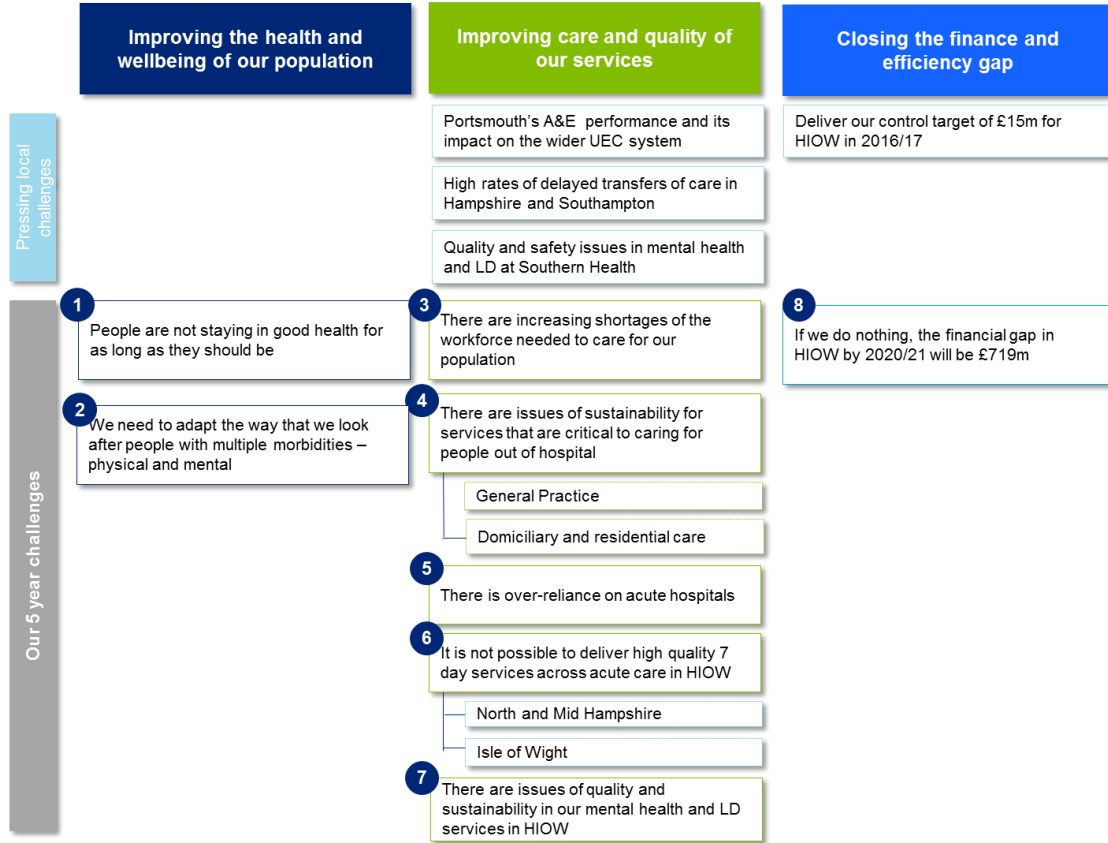 Improving the health and
wellbeing of our population
Improving care and quality of
our services
Closing the finance and
efficiency gap
Pressing local
challenges
Portsmouth's A&E performance and its
impact on the wider UEC system
High rates of delayed transfers of care in
Hampshire and Southampton
Quality and safety issues in mental health
and LD at Southern Health
Deliver our control target of £15m for
HIOW in 2016/17
Our 5 year challenges
1
People are not staying in good health for
as long as they should be
2
We need to adapt the way that we look
after people with multiple morbidities –
physical and mental
3
There are increasing shortages of the
workforce needed to care for our
population
4
There are issues of sustainability for
services that are critical to caring for
people out of hospital
General Practice
Domiciliary and residential care
5
There is over-reliance on acute hospitals
6
It is not possible to deliver high quality 7
day services across acute care in HIOW
North and Mid Hampshire
Isle of Wight
7
There are issues of quality and
sustainability in our mental health and LD
services in HIOW
8
If we do nothing, the financial gap in
HIOW by 2020/21 will be £719m